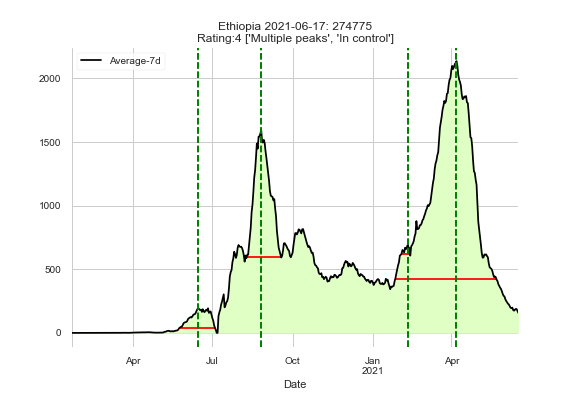 Ethiopia 2021-06-17: 274775
Rating:4 ['Multiple peaks', 'In control']
Average-7d
2000
1500
1000
500
0
Apr Jul Oct Jan Apr
2021
Date